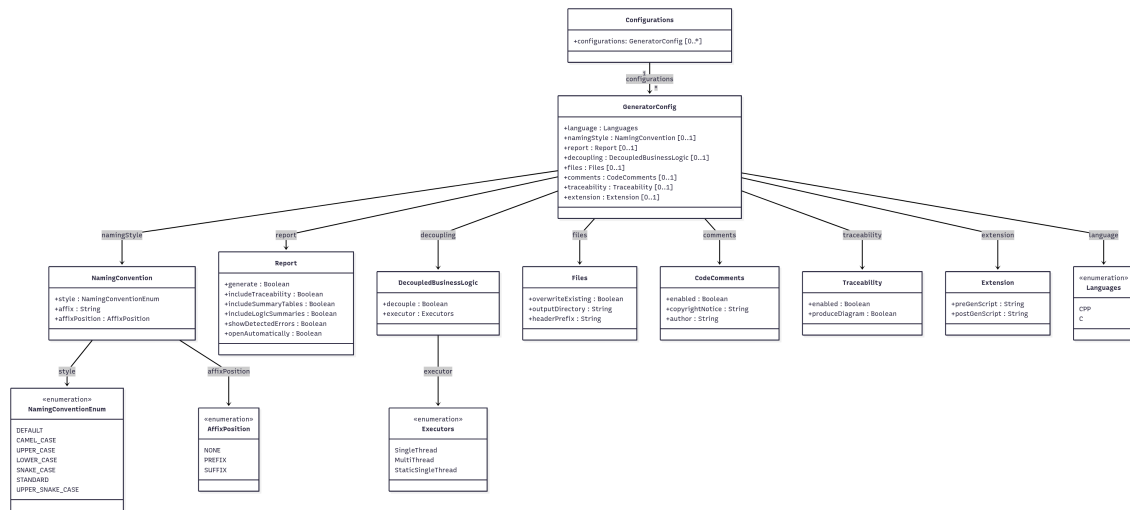 Configurations
+configurations: GeneratorConfig [0..*]
configurations
*
GeneratorConfig
+language : Languages
+namingStyle : NamingConvention [0..1]
+report : Report [0..1]
+decoupling : DecoupledBusinessLogic [0..1]
+files : Files [0..1]
+comments : CodeComments [0..1]
+traceability : Traceability [0..1]
+extension : Extension [0..1]
namingStyle
report
decoupling
files
comments
traceability
extension
language
NamingConvention
+style : NamingConventionEnum
+affix : String
+affixPosition : AffixPosition
Report
+generate : Boolean
+includeTraceability : Boolean
+includeSummaryTables : Boolean
+includeLogicSummaries : Boolean
+showDetectedErrors : Boolean
+openAutomatically : Boolean
DecoupledBusinessLogic
+decouple : Boolean
+executor : Executors
Files
+overwriteExisting : Boolean
+outputDirectory : String
+headerPrefix : String
CodeComments
+enabled : Boolean
+copyrightNotice : String
+author : String
Traceability
+enabled : Boolean
+produceDiagram : Boolean
Extension
+preGenScript : String
+postGenScript : String
«enumeration»
Languages
CPP
C
style
affixPosition
executor
«enumeration»
NamingConventionEnum
DEFAULT
CAMEL_CASE
UPPER_CASE
LOWER_CASE
SNAKE_CASE
STANDARD
UPPER_SNAKE_CASE
«enumeration»
AffixPosition
NONE
PREFIX
SUFFIX
«enumeration»
Executors
SingleThread
MultiThread
StaticSingleThread